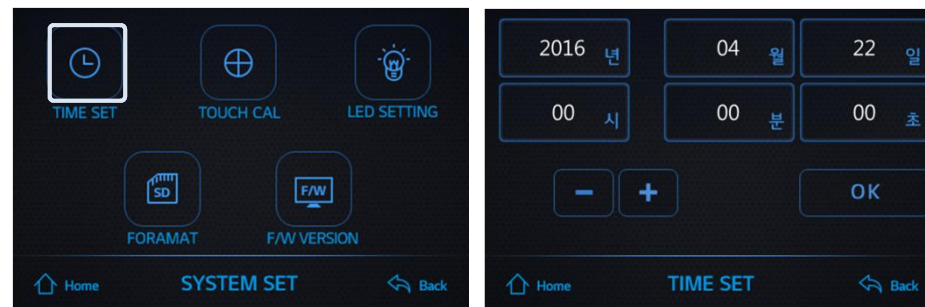 TIME SET
TOUCH CAL
LED SETTING
SD
F/W
FORAMAT
F/W VERSION
Home
SYSTEM SET
Back
2016 년
04 월
22 일
00 시
00 분
00 초
- +
OK
Home
TIME SET
Back